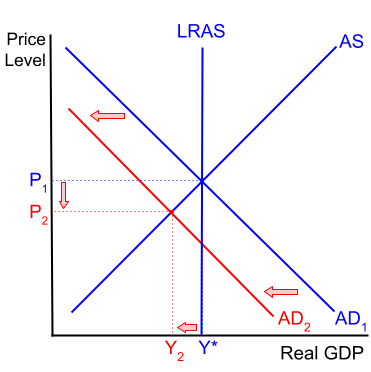 LRAS
Price
Level
AS
P1
P2
AD2
AD1
Y2
Y*
Real GDP